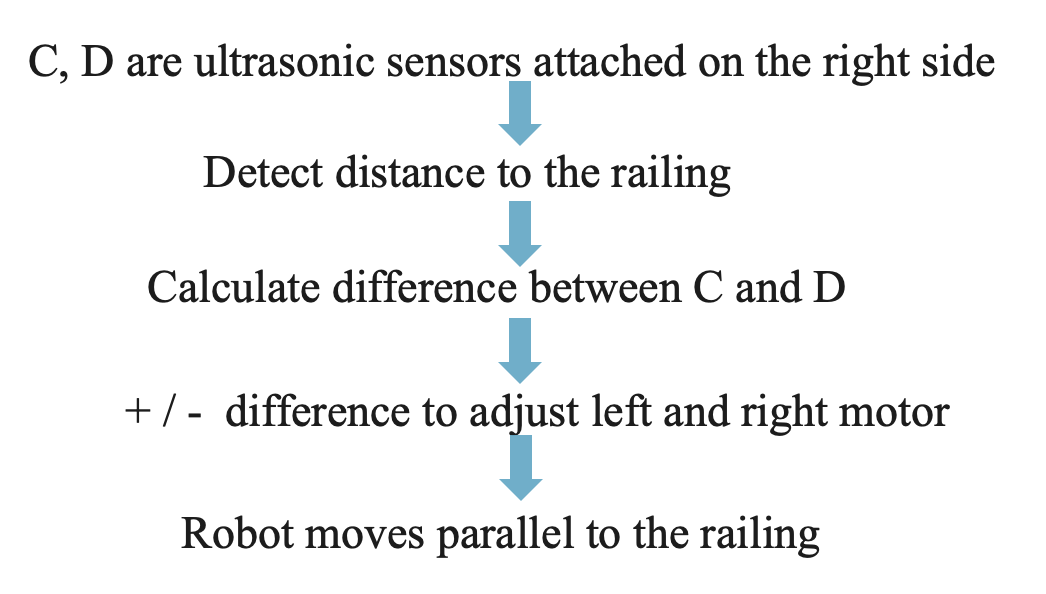 C, D are ultrasonic sensors attached on the right side
Detect distance to the railing
Calculate difference between C and D
+ / -  difference to adjust left and right motor
Robot moves parallel to the railing